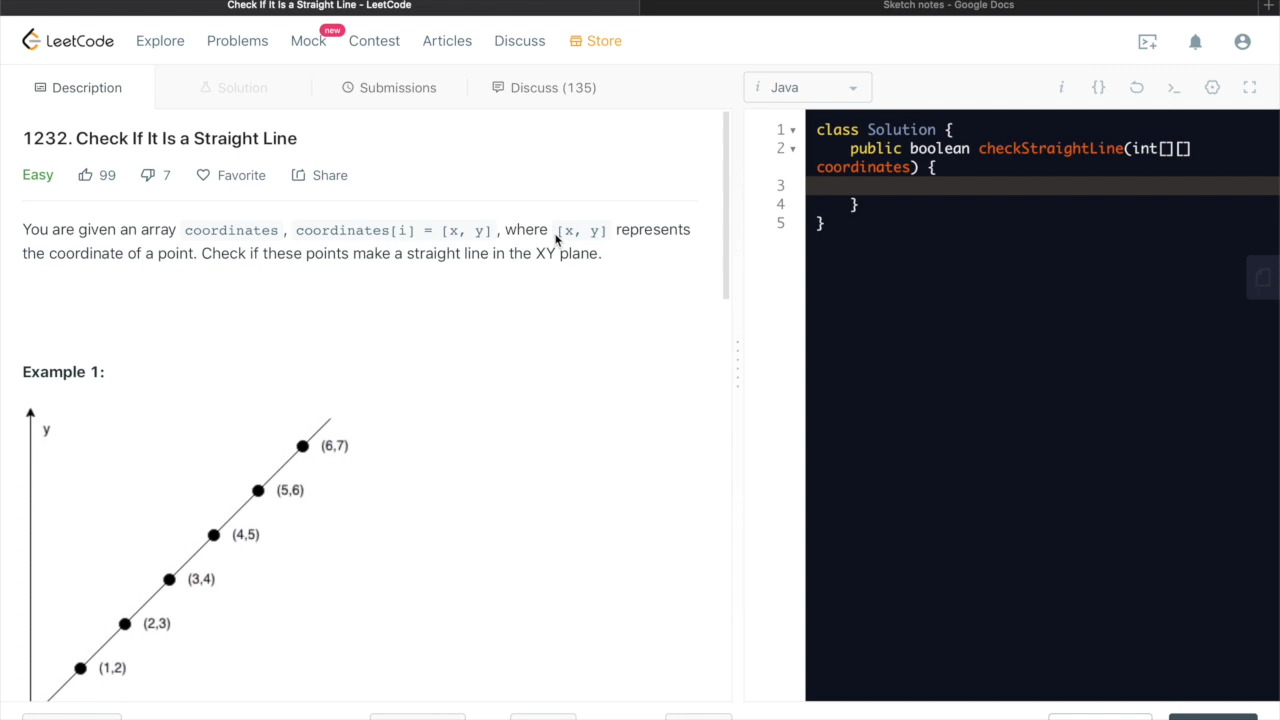 Check If It Is a Straight Line - LeetCode
Sketch notes - Google Docs
LeetCode
Explore
Problems
Mock
new
Contest
Articles
Discuss
Store
Description
Solution
Submissions
Discuss (135)
i Java
1232. Check If It Is a Straight Line
Easy
99
7
Favorite
Share
You are given an array coordinates, coordinates[i] = [x, y], where [x, y] represents
the coordinate of a point. Check if these points make a straight line in the XY plane.
Example 1:
y
(6,7)
(5,6)
(4,5)
(3,4)
(2,3)
(1,2)
1 class Solution {
2 public boolean checkStraightLine(int[][]
coordinates) {
3
4 }
5 }